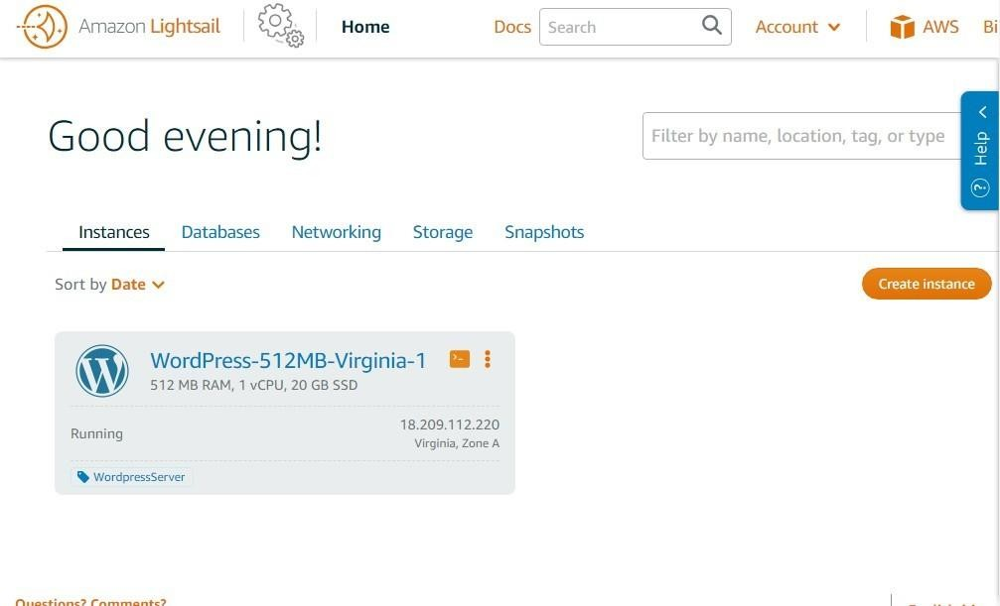 Amazon Lightsail Home Docs Search Account AWS Bi
Good evening!
Filter by name, location, tag, or type
Help
Instances Databases Networking Storage Snapshots
Sort by Date
Create instance
WordPress-512MB-Virginia-1
512 MB RAM, 1 vCPU, 20 GB SSD
Running
18.209.112.220
Virginia, Zone A
WordpressServer
Questions? Comments?